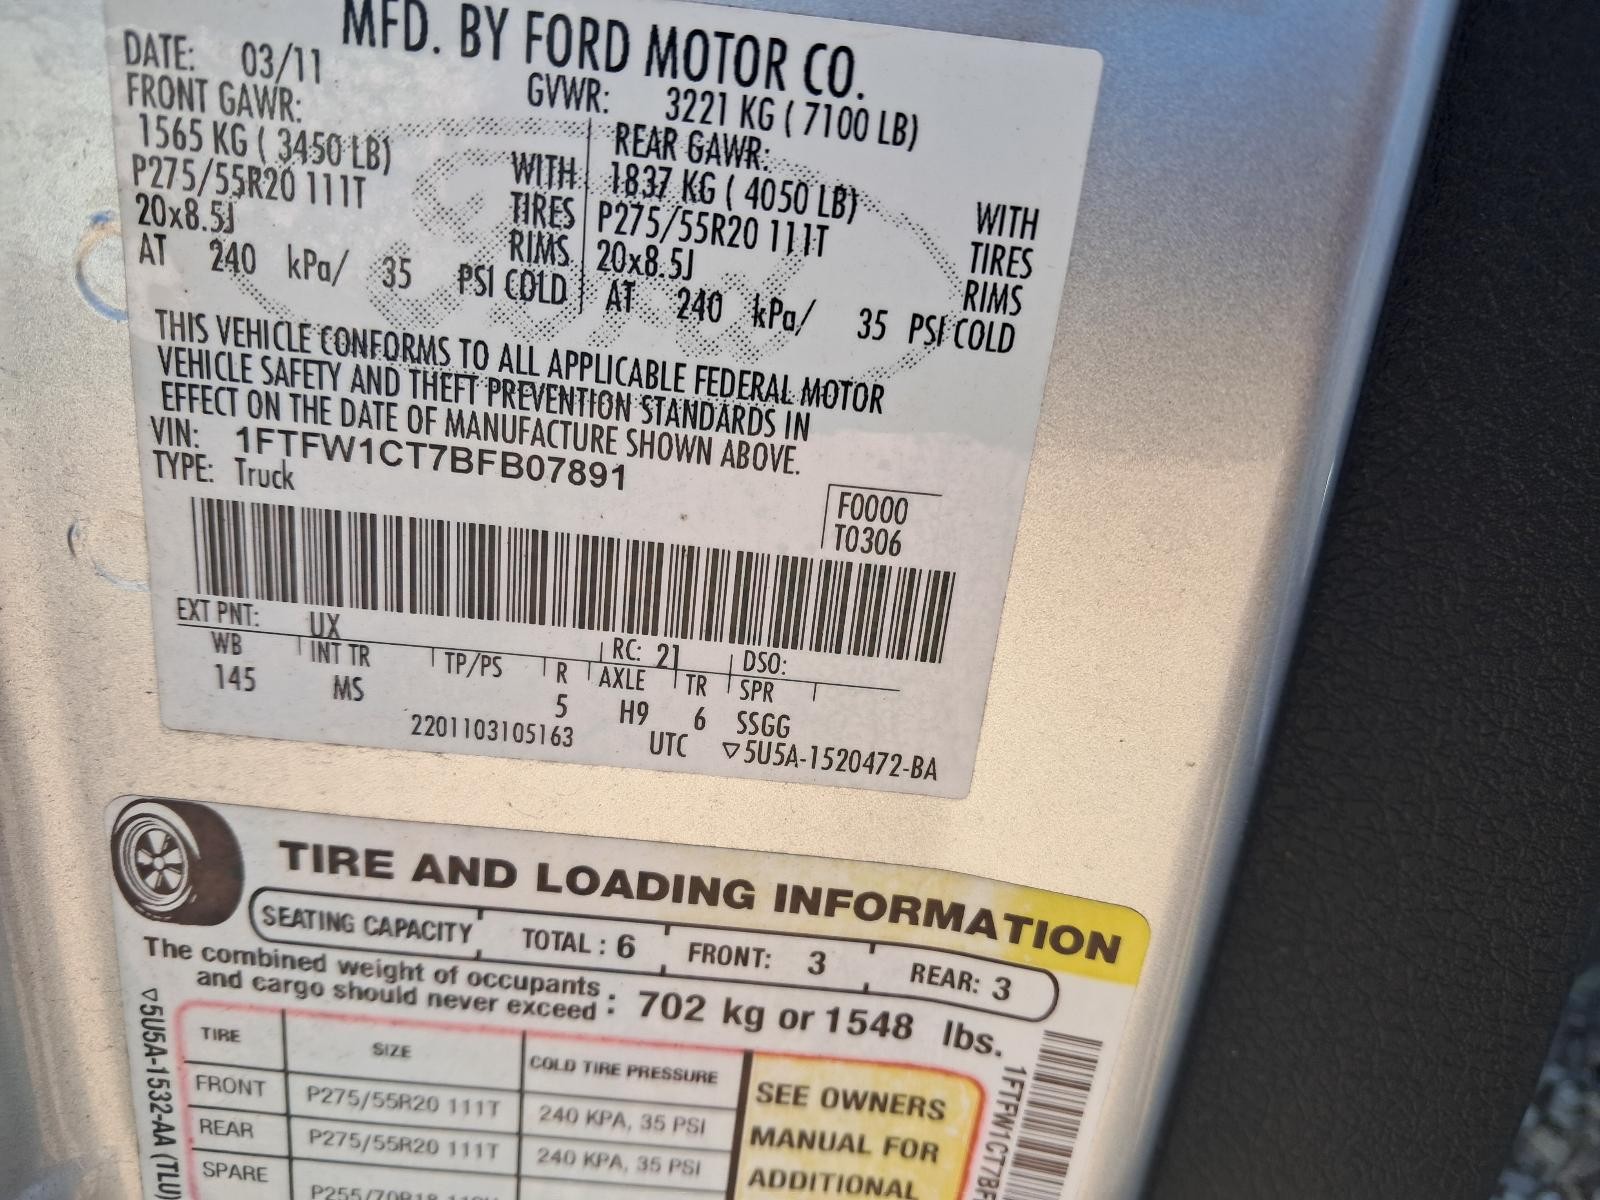 MFD. BY FORD MOTOR CO.
DATE: 03/11 GVWR: 3221 KG ( 7100 LB)
FRONT GAWR: REAR GAWR:
1565 KG ( 3450 LB) WITH 1837 KG ( 4050 LB) WITH
P275/55R20 111T TIRES P275/55R20 111T TIRES
20x8.5J RIMS 20x8.5J RIMS
AT 240 kPa/ 35 PSI COLD AT 240 kPa/ 35 PSI COLD
THIS VEHICLE CONFORMS TO ALL APPLICABLE FEDERAL MOTOR
VEHICLE SAFETY AND THEFT PREVENTION STANDARDS IN
EFFECT ON THE DATE OF MANUFACTURE SHOWN ABOVE.
VIN: 1FTFW1CT7BFB07891
TYPE: Truck
F0000
T0306
EXT PNT: UX RC: 21 DSO:
WB INT TR TP/PS R AXLE TR SPR
145 MS 5 H9 6 SSGG
2201103105163 UTC ▽5U5A-1520472-BA
TIRE AND LOADING INFORMATION
SEATING CAPACITY TOTAL : 6 FRONT: 3 REAR: 3
The combined weight of occupants
and cargo should never exceed : 702 kg or 1548 lbs.
TIRE SIZE COLD TIRE PRESSURE
FRONT P275/55R20 111T 240 KPA, 35 PSI
REAR P275/55R20 111T 240 KPA, 35 PSI
SPARE
SEE OWNERS
MANUAL FOR
ADDITIONAL
▽5U5A-1532-AA (TLU)
1FTFW1CT7BF